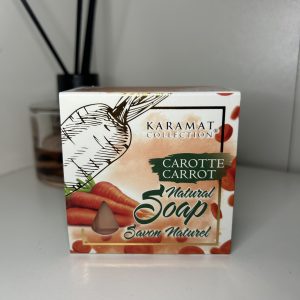 KARAMAT
COLLECTION®
CAROTTE
CARROT
Natural
Soap
Savon Naturel